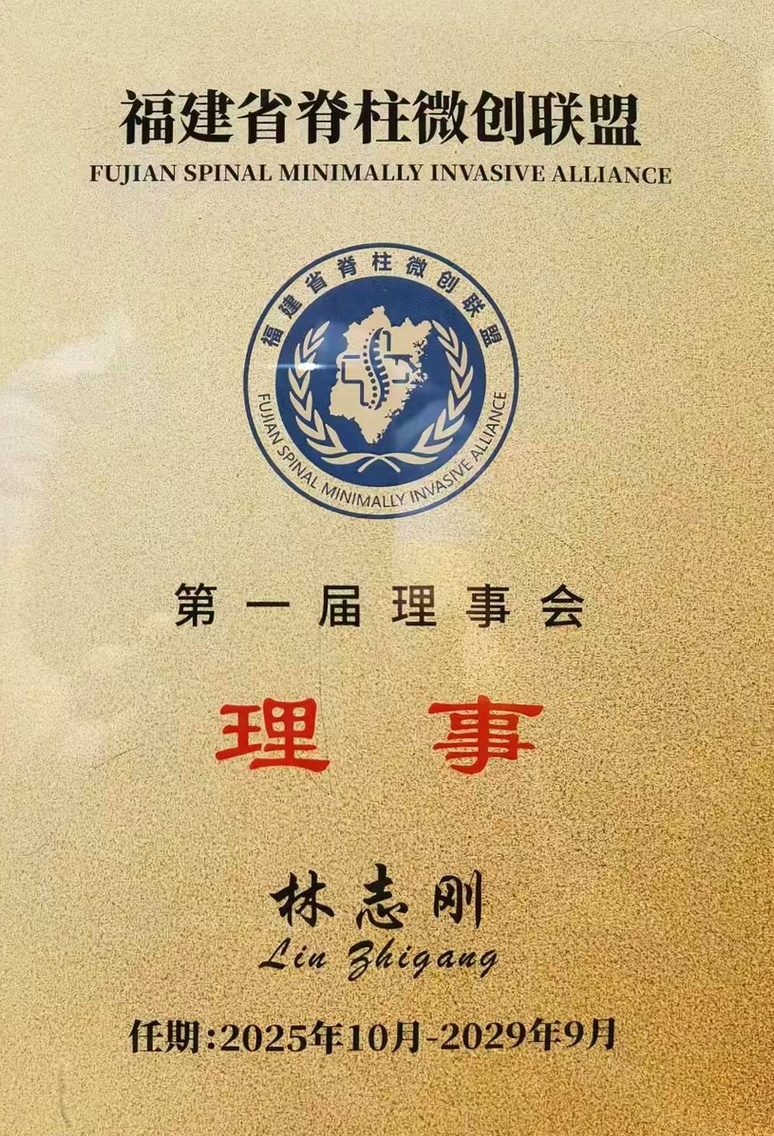 福建省脊柱微创联盟
FUJIAN SPINAL MINIMALLY INVASIVE ALLIANCE
福建省脊柱微创联盟
FUJIAN SPINAL MINIMALLY INVASIVE ALLIANCE
第一届理事会
理事
林志刚
Lin Zhigang
任期:2025年10月-2029年9月